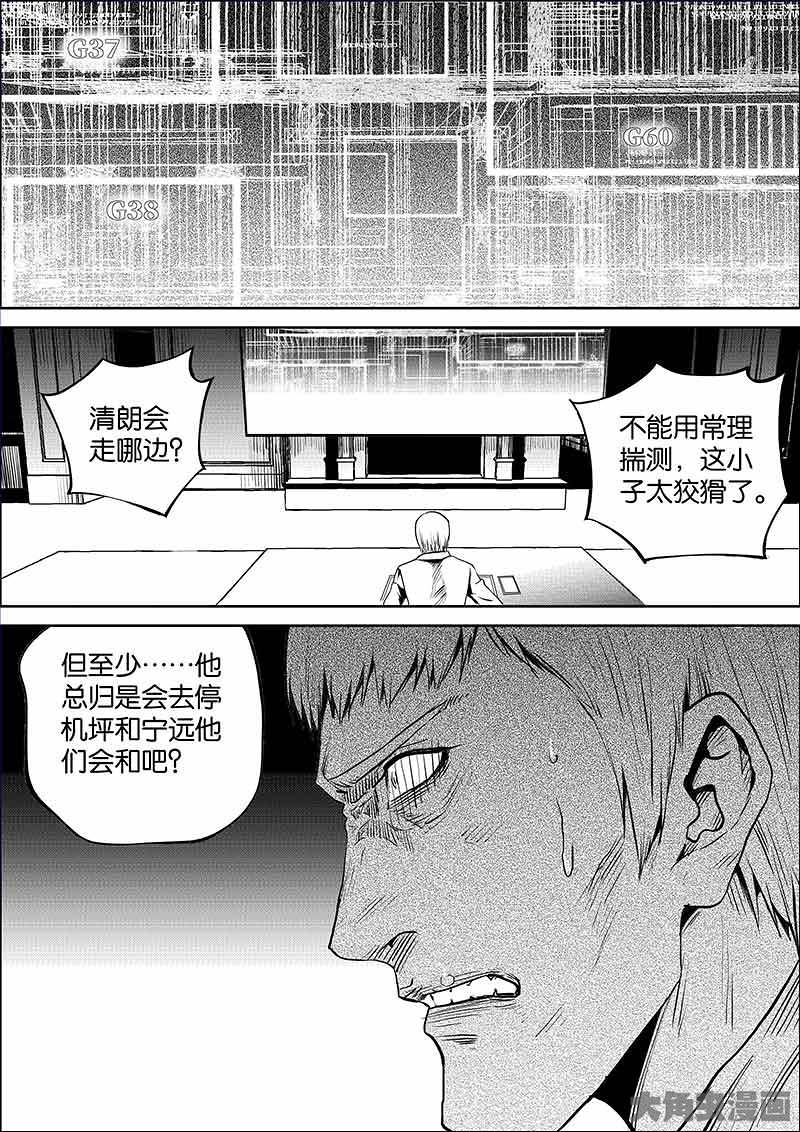 G37
G60
G38
清朗会
走哪边？
不能用常理
揣测，这小
子太狡猾了。
但至少……他
总归是会去停
机坪和宁远他
们会和吧？
大角虫漫画